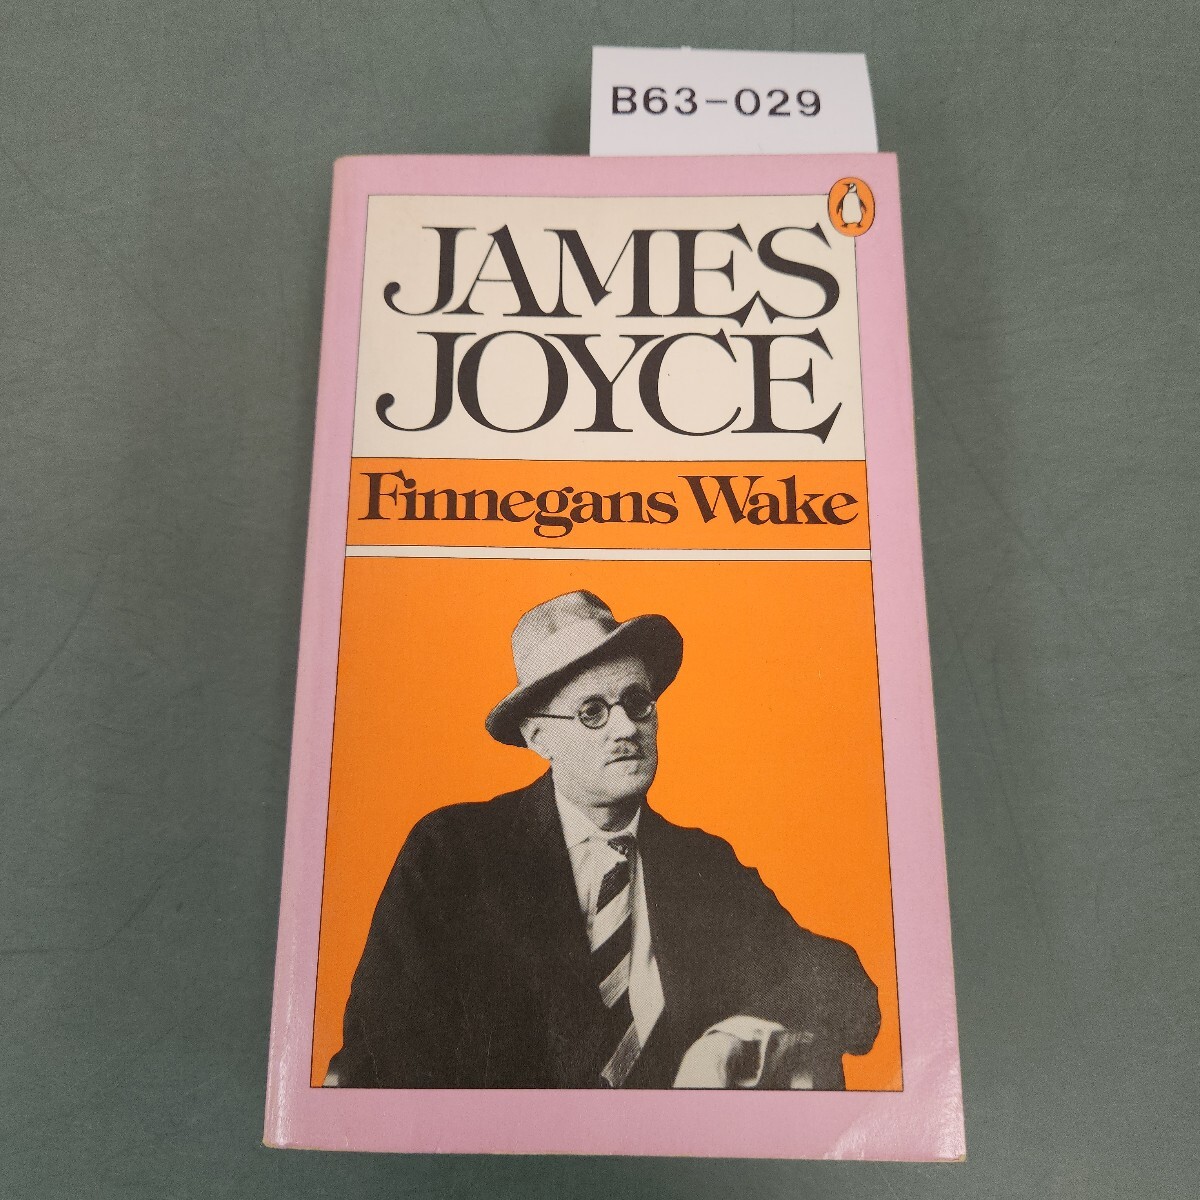 B63-029
JAMES
JOYCE
Finnegans Wake